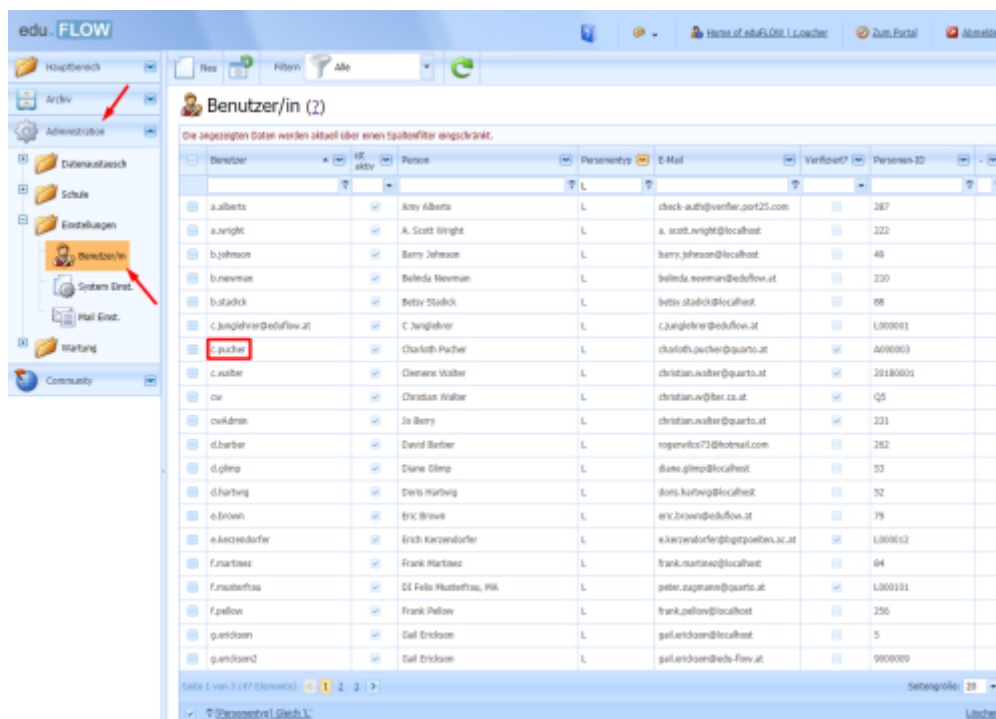 edu.FLOW
Home of eduFLOW | c.pucher
Zum Portal
Abmelde
Hauptbereich
Archiv
Administration
Datenaustausch
Schule
Einstellungen
Benutzer/in
System Einst.
Mail Einst.
Wartung
Community
Neu Filtern Alle
Benutzer/in (?)
Die angezeigten Daten werden aktuell über einen Spaltenfilter eingeschränkt.
Benutzer Ist aktiv Person Personentyp E-Mail Verifiziert? Personen-ID
L
a.alberts Amy Alberts L check-auth@verifier.port25.com 287
a.wright A. Scott Wright L a. scott.wright@localhost 222
b.johnson Barry Johnson L barry.johnson@localhost 48
b.newman Belinda Newman L belinda.newman@eduflow.at 210
b.stadick Betsy Stadick L betsy.stadick@localhost 88
c.junglehrer@eduflow.at C Junglehrer L c.junglehrer@eduflow.at L000001
c.pucher Charloth Pucher L charloth.pucher@quarto.at A000003
c.walter Clemens Walter L christian.walter@quarto.at 20180001
cw Christian Walter L Q5
cwAdmin Jo Berry L christian.walter@quarto.at 231
d.barber David Barber L rogerwilco73@hotmail.com 262
d.glimp Diane Glimp L diane.glimp@localhost 53
d.hartwig Doris Hartwig L doris.hartwig@localhost 52
e.brown Eric Brown L eric.brown@eduflow.at 79
e.kerzendorfer Erich Kerzendorfer L e.kerzendorfer@bgstpoelten.ac.at L000012
f.martinez Frank Martinez L frank.martinez@localhost 84
f.musterfrau DI Felis Musterfrau, MA L peter.zugmann@quarto.at L000101
f.pellow Frank Pellow L frank.pellow@localhost 256
g.erickson Gail Erickson L gail.erickson@localhost 5
g.erickson2 Gail Erickson L gail.erickson@edu-flow.at 9000009
Seite 1 von 3 (47 Elemente) 1 2 3 Seitengröße: 20
[Personentyp] Gleich 'L' Löschen